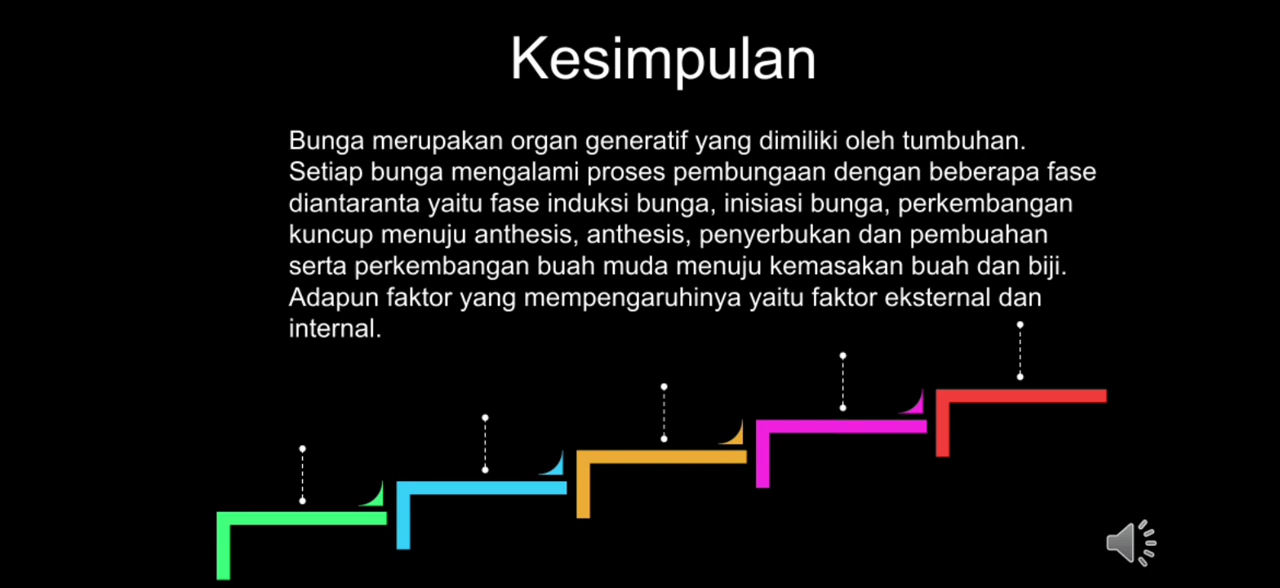 Kesimpulan
Bunga merupakan organ generatif yang dimiliki oleh tumbuhan.
Setiap bunga mengalami proses pembungaan dengan beberapa fase
diantaranta yaitu fase induksi bunga, inisiasi bunga, perkembangan
kuncup menuju anthesis, anthesis, penyerbukan dan pembuahan
serta perkembangan buah muda menuju kemasakan buah dan biji.
Adapun faktor yang mempengaruhinya yaitu faktor eksternal dan
internal.